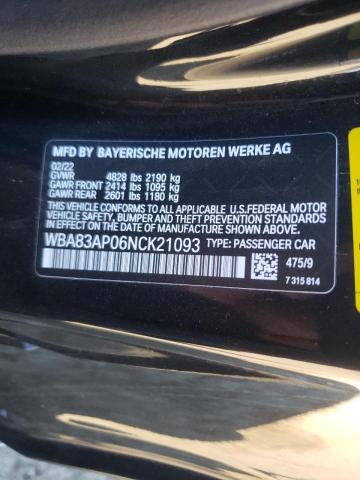 MFD BY BAYERISCHE MOTOREN WERKE AG
02/22
GVWR 4828 lbs 2190 kg
GAWR FRONT 2414 lbs 1095 kg
GAWR REAR 2601 lbs 1180 kg
THIS VEHICLE CONFORMS TO ALL APPLICABLE U.S.FEDERAL MOTOR
VEHICLE SAFETY, BUMPER, AND THEFT PREVENTION STANDARDS
IN EFFECT ON THE DATE OF MANUFACTURE SHOWN ABOVE.
WBA83AP06NCK21093 TYPE: PASSENGER CAR
475/9
7 315 814